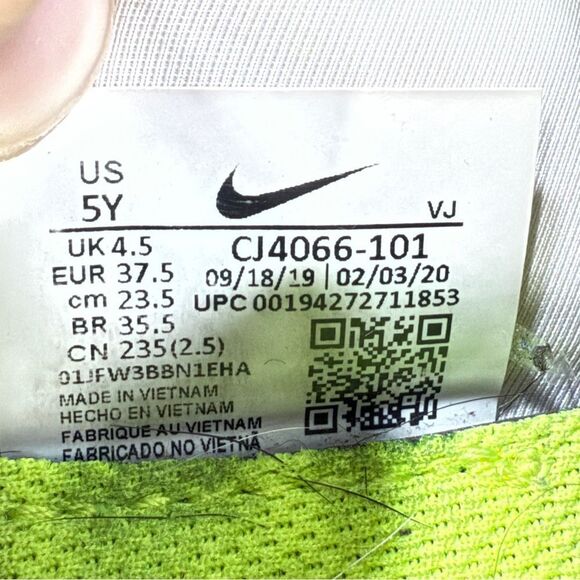 US
5Y
VJ
UK 4.5
CJ4066-101
EUR 37.5
09/18/19 | 02/03/20
cm 23.5
UPC 00194272711853
BR 35.5
CN 235(2.5)
01JFW3BBN1EHA
MADE IN VIETNAM
HECHO EN VIETNAM
FABRIQUE AU VIETNAM
FABRICADO NO VIETNÃ